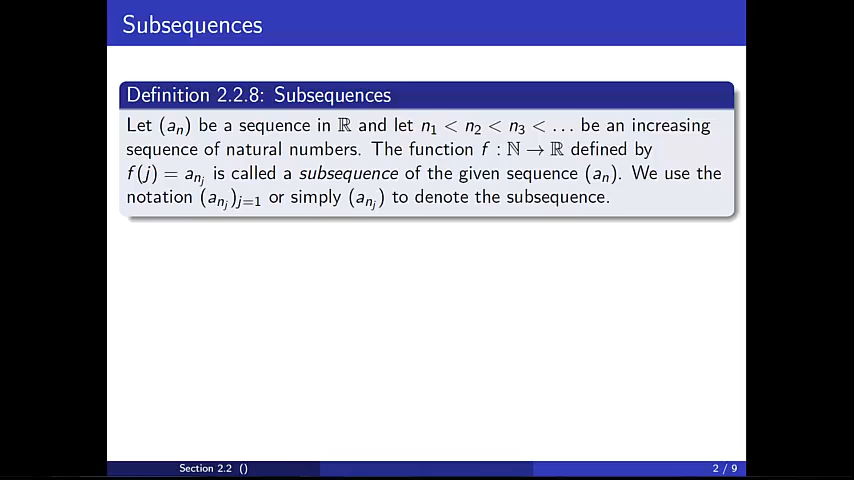 Subsequences
Definition 2.2.8: Subsequences
Let (aₙ) be a sequence in ℝ and let n₁ < n₂ < n₃ < … be an increasing
sequence of natural numbers. The function f : ℕ → ℝ defined by
f(j) = a_{n_j} is called a subsequence of the given sequence (aₙ). We use the
notation (a_{n_j})_{j=1} or simply (a_{n_j}) to denote the subsequence.
Section 2.2 ()
2 / 9